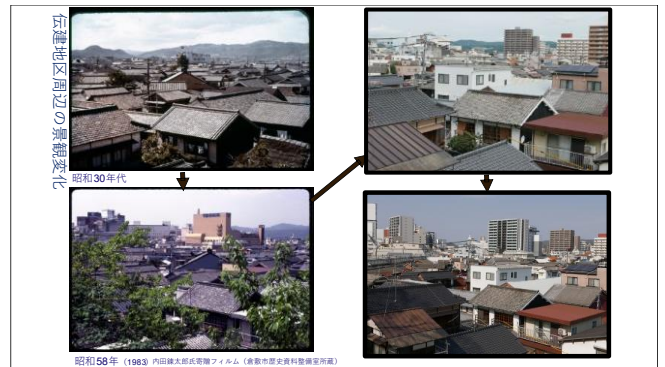 伝建地区周辺の景観変化
昭和30年代
昭和58年（1983）内田錬太郎氏寄贈フィルム（倉敷市歴史資料整備室所蔵）